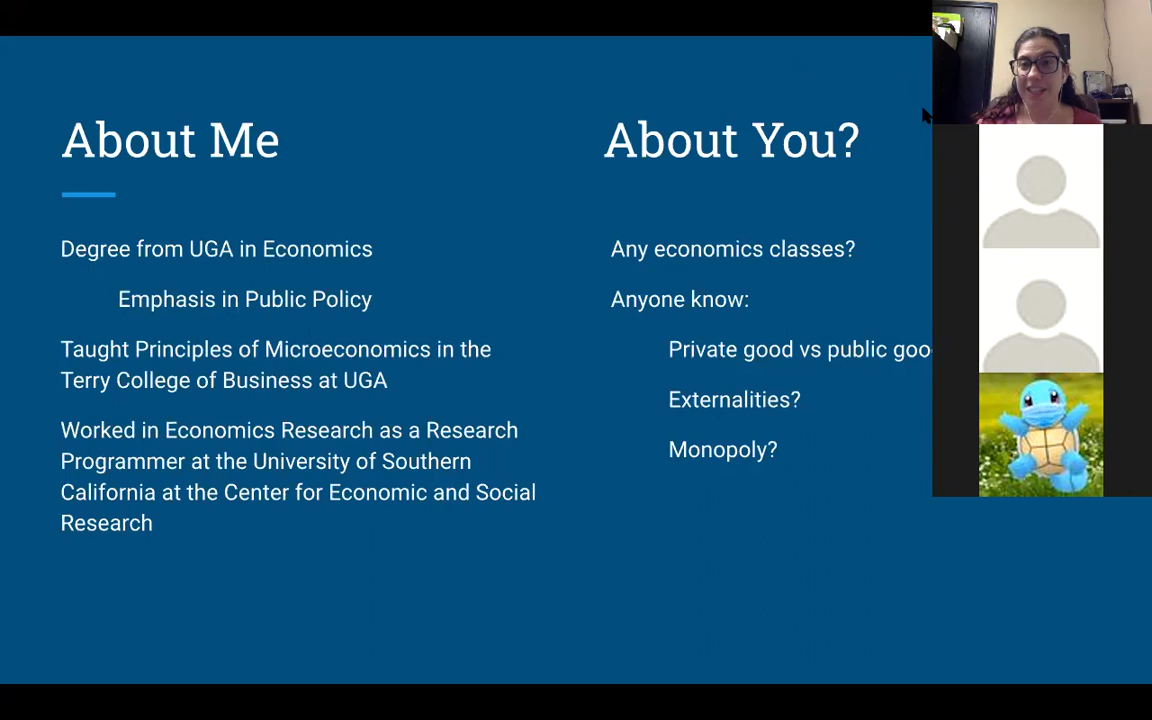 About Me
Degree from UGA in Economics
Emphasis in Public Policy
Taught Principles of Microeconomics in the
Terry College of Business at UGA
Worked in Economics Research as a Research
Programmer at the University of Southern
California at the Center for Economic and Social
Research
About You?
Any economics classes?
Anyone know:
Private good vs public
Externalities?
Monopoly?